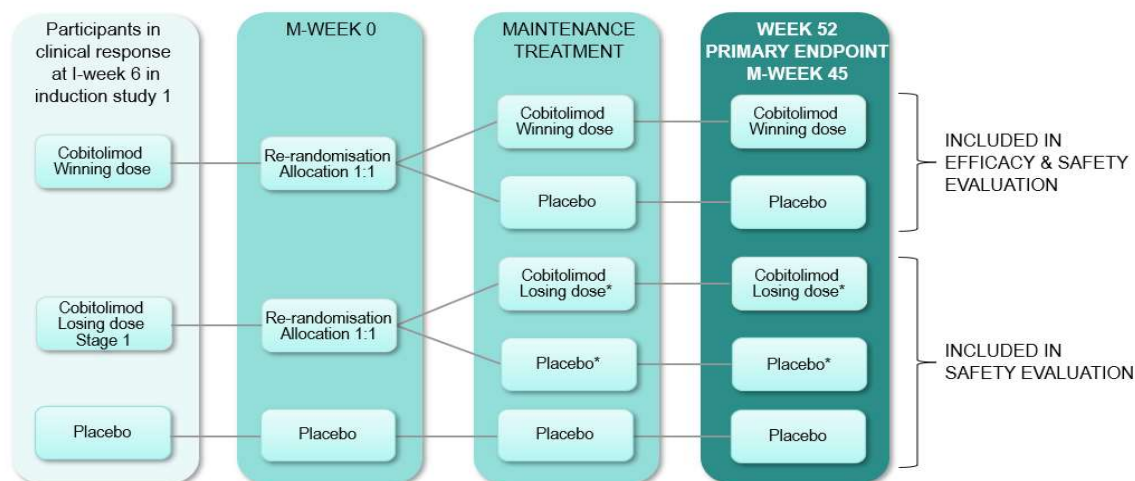 Participants in
clinical response
at I-week 6 in
induction study 1
Cobitolimod
Winning dose
Cobitolimod
Losing dose
Stage 1
Placebo
M-WEEK 0
Re-randomisation
Allocation 1:1
Re-randomisation
Allocation 1:1
Placebo
MAINTENANCE
TREATMENT
Cobitolimod
Winning dose
Placebo
Cobitolimod
Losing dose*
Placebo*
Placebo
WEEK 52
PRIMARY ENDPOINT
M-WEEK 45
Cobitolimod
Winning dose
Placebo
Cobitolimod
Losing dose*
Placebo*
Placebo
INCLUDED IN
EFFICACY & SAFETY
EVALUATION
INCLUDED IN
SAFETY EVALUATION